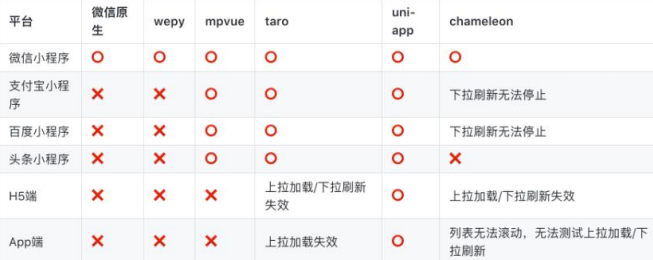 平台 微信原生 wepy mpvue taro uni-app chameleon
微信小程序 ⭕ ⭕ ⭕ ⭕ ⭕ ⭕
支付宝小程序 ❌ ❌ ⭕ ⭕ ⭕ 下拉刷新无法停止
百度小程序 ❌ ❌ ⭕ ⭕ ⭕ 下拉刷新无法停止
头条小程序 ❌ ❌ ⭕ ⭕ ⭕ ❌
H5端 ❌ ❌ ❌ 上拉加载/下拉刷新失效 ⭕ 上拉加载/下拉刷新失效
App端 ❌ ❌ ❌ 上拉加载失效 ⭕ 列表无法滚动，无法测试上拉加载/下拉刷新